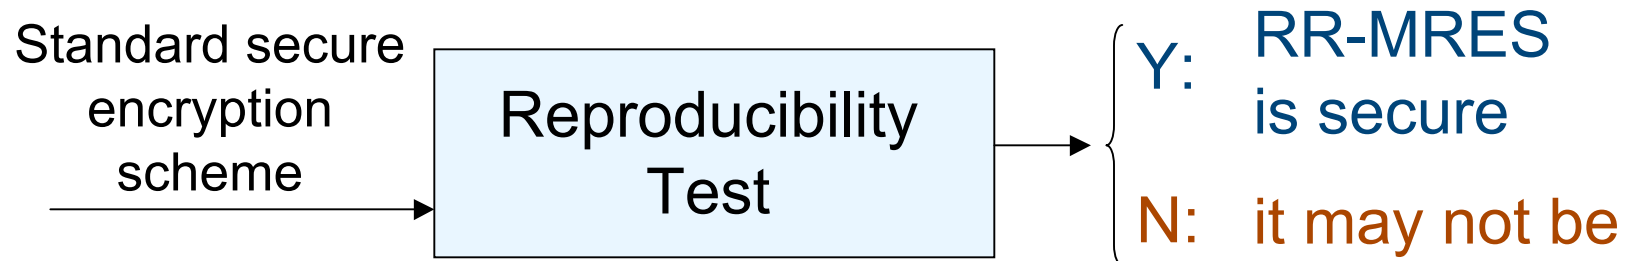 Standard secure
encryption
scheme
Reproducibility
Test
Y: RR-MRES
is secure
N: it may not be